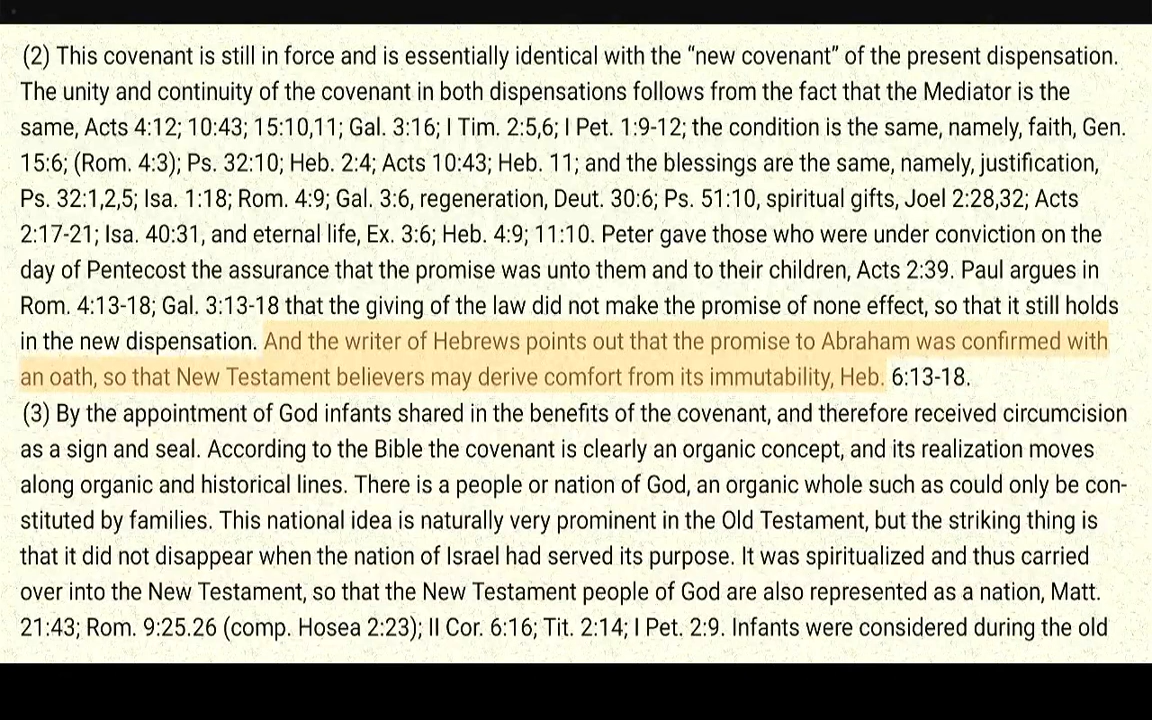 (2) This covenant is still in force and is essentially identical with the “new covenant” of the present dispensation.
The unity and continuity of the covenant in both dispensations follows from the fact that the Mediator is the
same, Acts 4:12; 10:43; 15:10,11; Gal. 3:16; I Tim. 2:5,6; I Pet. 1:9-12; the condition is the same, namely, faith, Gen.
15:6; (Rom. 4:3); Ps. 32:10; Heb. 2:4; Acts 10:43; Heb. 11; and the blessings are the same, namely, justification,
Ps. 32:1,2,5; Isa. 1:18; Rom. 4:9; Gal. 3:6, regeneration, Deut. 30:6; Ps. 51:10, spiritual gifts, Joel 2:28,32; Acts
2:17-21; Isa. 40:31, and eternal life, Ex. 3:6; Heb. 4:9; 11:10. Peter gave those who were under conviction on the
day of Pentecost the assurance that the promise was unto them and to their children, Acts 2:39. Paul argues in
Rom. 4:13-18; Gal. 3:13-18 that the giving of the law did not make the promise of none effect, so that it still holds
in the new dispensation. And the writer of Hebrews points out that the promise to Abraham was confirmed with
an oath, so that New Testament believers may derive comfort from its immutability, Heb. 6:13-18.
(3) By the appointment of God infants shared in the benefits of the covenant, and therefore received circumcision
as a sign and seal. According to the Bible the covenant is clearly an organic concept, and its realization moves
along organic and historical lines. There is a people or nation of God, an organic whole such as could only be con-
stituted by families. This national idea is naturally very prominent in the Old Testament, but the striking thing is
that it did not disappear when the nation of Israel had served its purpose. It was spiritualized and thus carried
over into the New Testament, so that the New Testament people of God are also represented as a nation, Matt.
21:43; Rom. 9:25.26 (comp. Hosea 2:23); II Cor. 6:16; Tit. 2:14; I Pet. 2:9. Infants were considered during the old